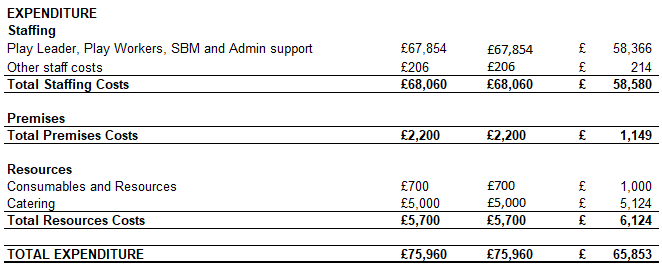 EXPENDITURE
Staffing
Play Leader, Play Workers, SBM and Admin support £67,854 £67,854 £ 58,366
Other staff costs £206 £206 £ 214
Total Staffing Costs £68,060 £68,060 £ 58,580
Premises
Total Premises Costs £2,200 £2,200 £ 1,149
Resources
Consumables and Resources £700 £700 £ 1,000
Catering £5,000 £5,000 £ 5,124
Total Resources Costs £5,700 £5,700 £ 6,124
TOTAL EXPENDITURE £75,960 £75,960 £ 65,853